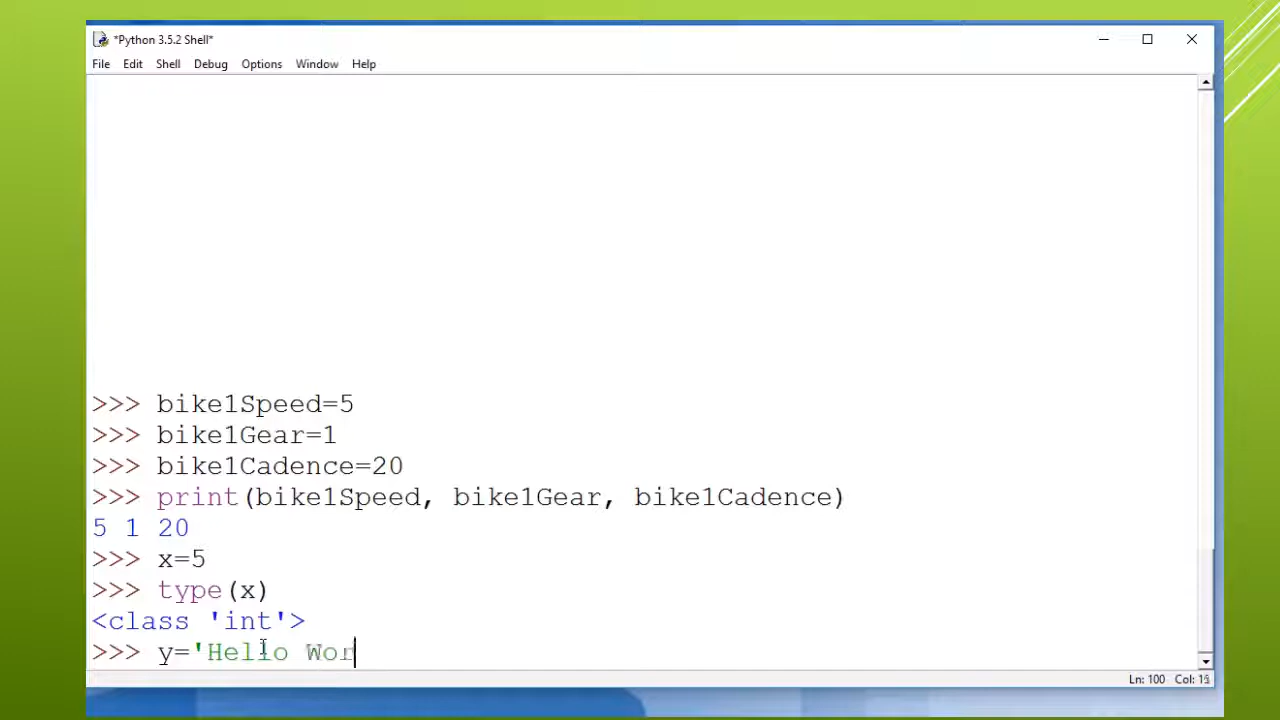 *Python 3.5.2 Shell*
File Edit Shell Debug Options Window Help
>>> bike1Speed=5
>>> bike1Gear=1
>>> bike1Cadence=20
>>> print(bike1Speed, bike1Gear, bike1Cadence)
5 1 20
>>> x=5
>>> type(x)
<class 'int'>
>>> y='Hello Wor
Ln: 100 Col: